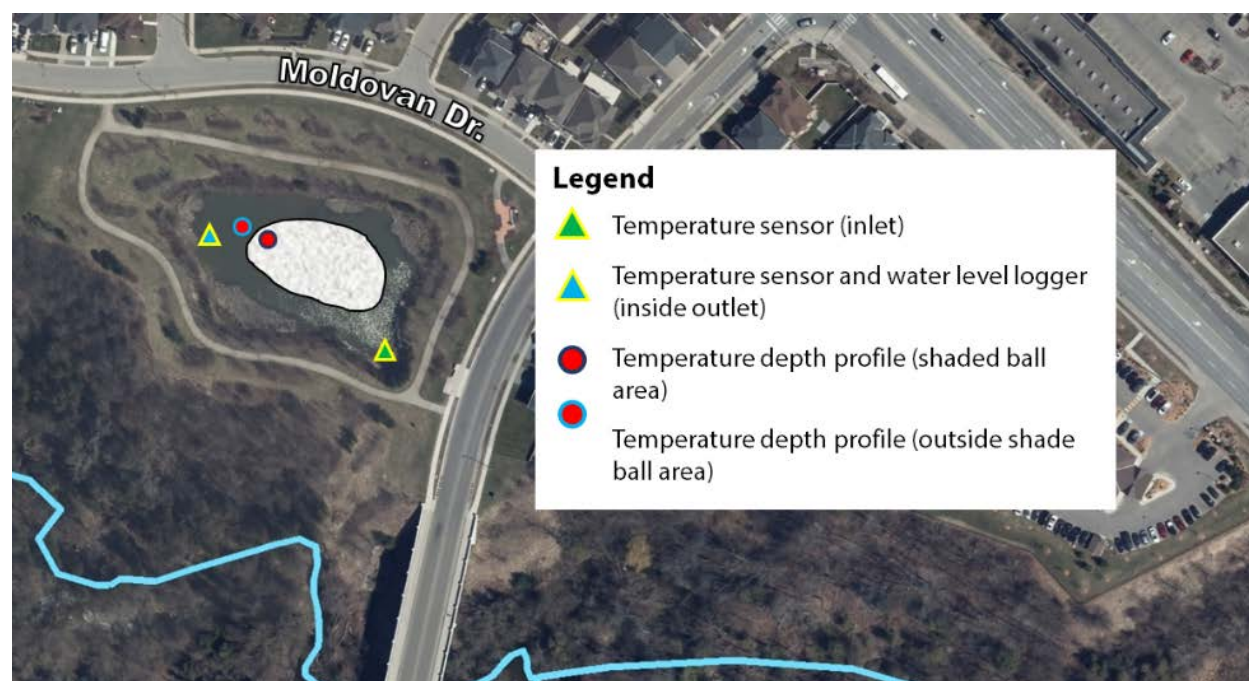 Moldovan Dr.
Legend
Temperature sensor (inlet)
Temperature sensor and water level logger
(inside outlet)
Temperature depth profile (shaded ball
area)
Temperature depth profile (outside shade
ball area)